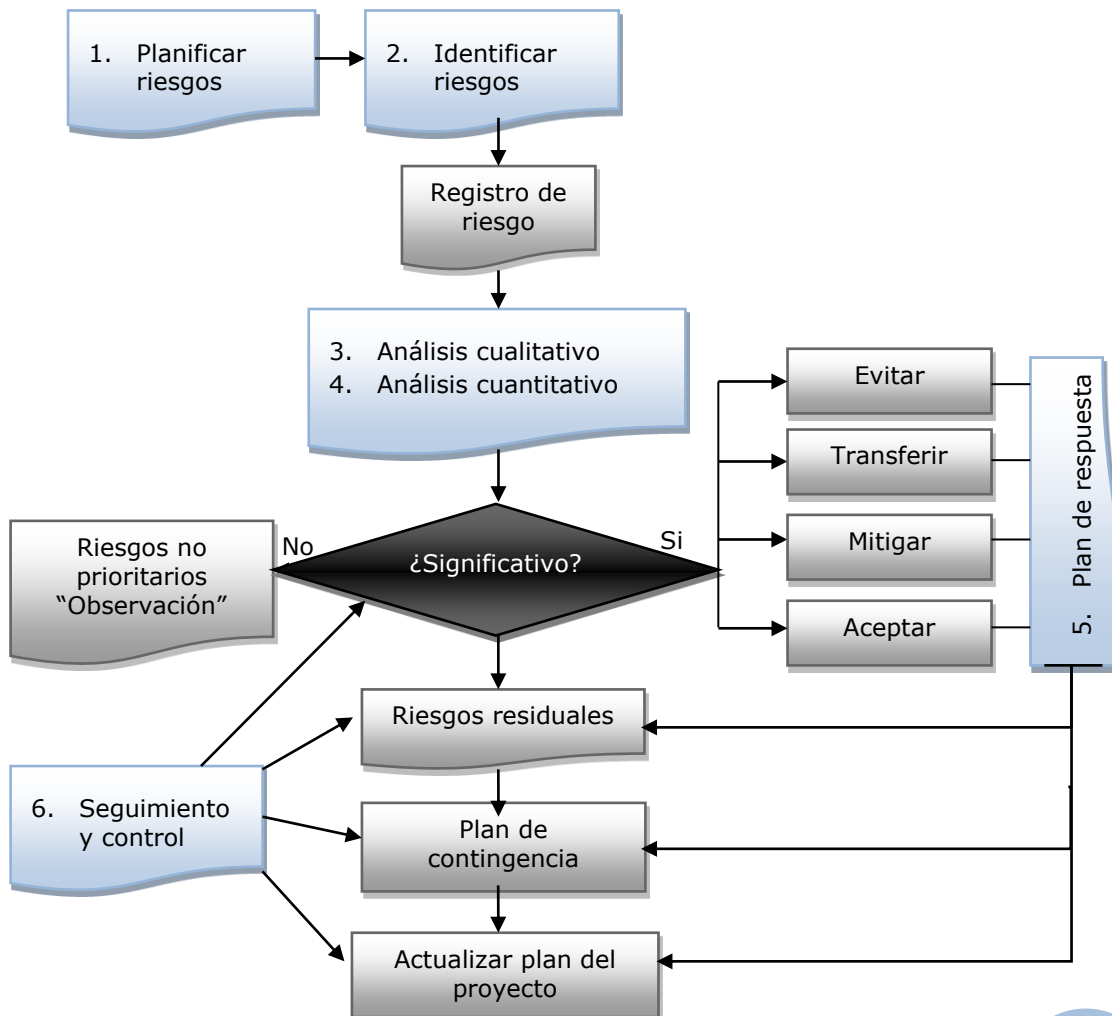 1. Planificar
riesgos
2. Identificar
riesgos
Registro de
riesgo
3. Análisis cualitativo
4. Análisis cuantitativo
Evitar
Transferir
Mitigar
Aceptar
5. Plan de respuesta
¿Significativo?
No
Si
Riesgos no
prioritarios
“Observación”
Riesgos residuales
6. Seguimiento
y control
Plan de
contingencia
Actualizar plan del
proyecto